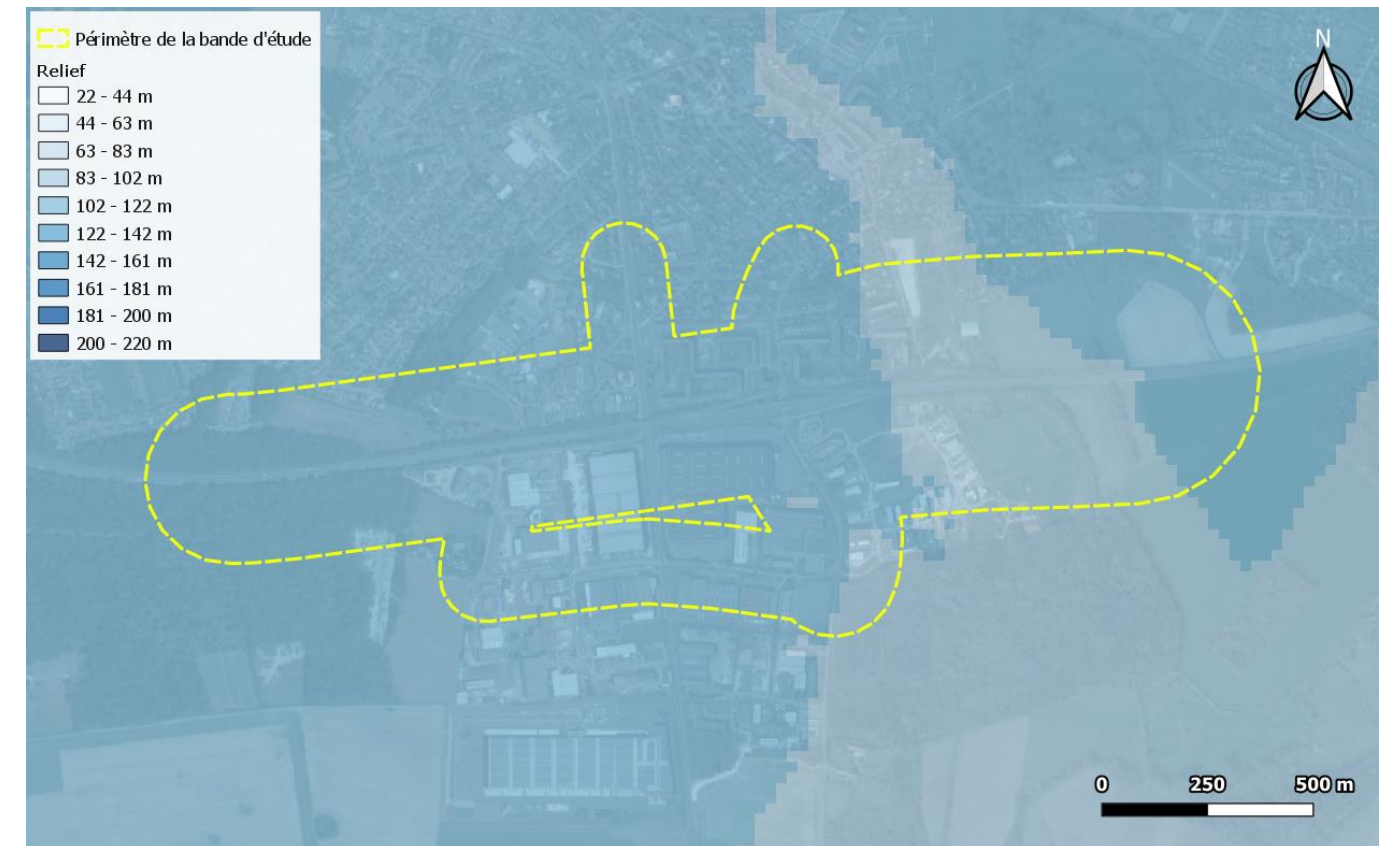 Périmètre de la bande d'étude
Relief
22 - 44 m
44 - 63 m
63 - 83 m
83 - 102 m
102 - 122 m
122 - 142 m
142 - 161 m
161 - 181 m
181 - 200 m
200 - 220 m
N
0 250 500 m